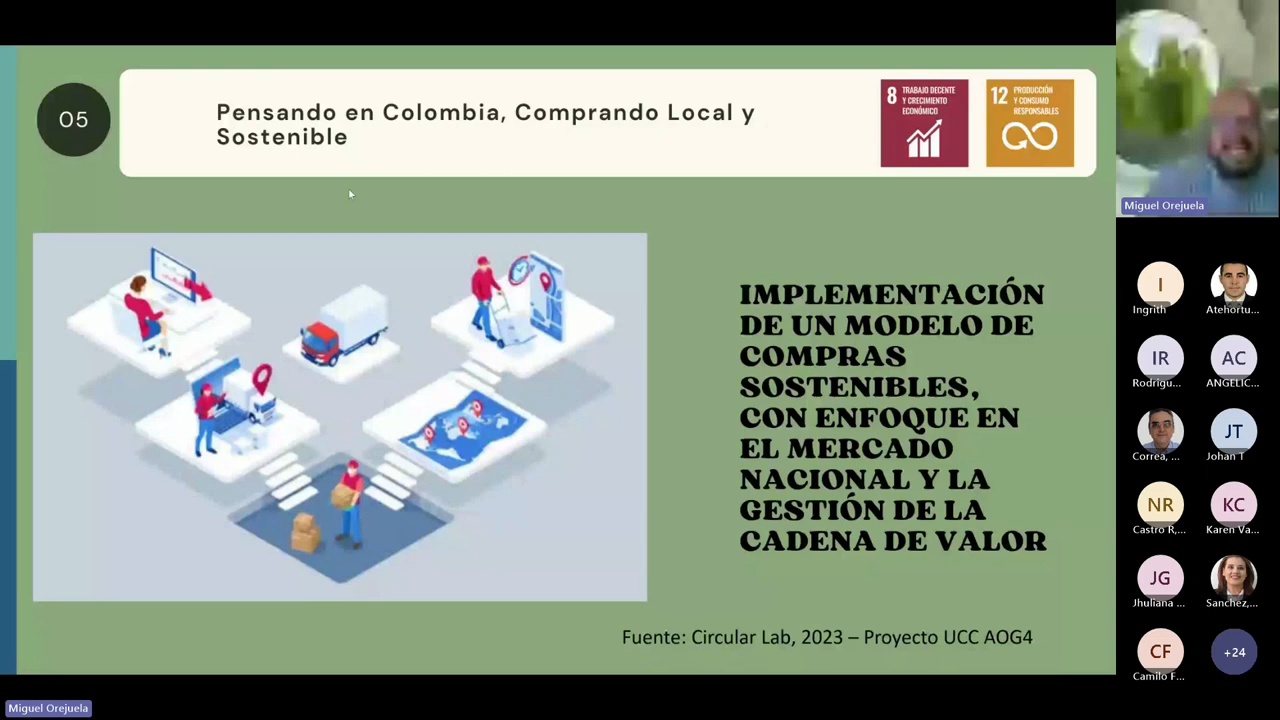 05
Pensando en Colombia, Comprando Local y
Sostenible
8 TRABAJO DECENTE
Y CRECIMIENTO
ECONÓMICO
12 PRODUCCIÓN
Y CONSUMO
RESPONSABLES
IMPLEMENTACIÓN
DE UN MODELO DE
COMPRAS
SOSTENIBLES,
CON ENFOQUE EN
EL MERCADO
NACIONAL Y LA
GESTIÓN DE LA
CADENA DE VALOR
Fuente: Circular Lab, 2023 – Proyecto UCC AOG4
Miguel Orejuela
I
Ingrith
Atehortu...
IR
Rodrigu...
AC
ANGELIC...
Correa, ...
JT
Johan T
NR
Castro R,...
KC
Karen Va...
JG
Jhuliana ...
Sanchez,...
CF
Camilo F...
+24
Miguel Orejuela